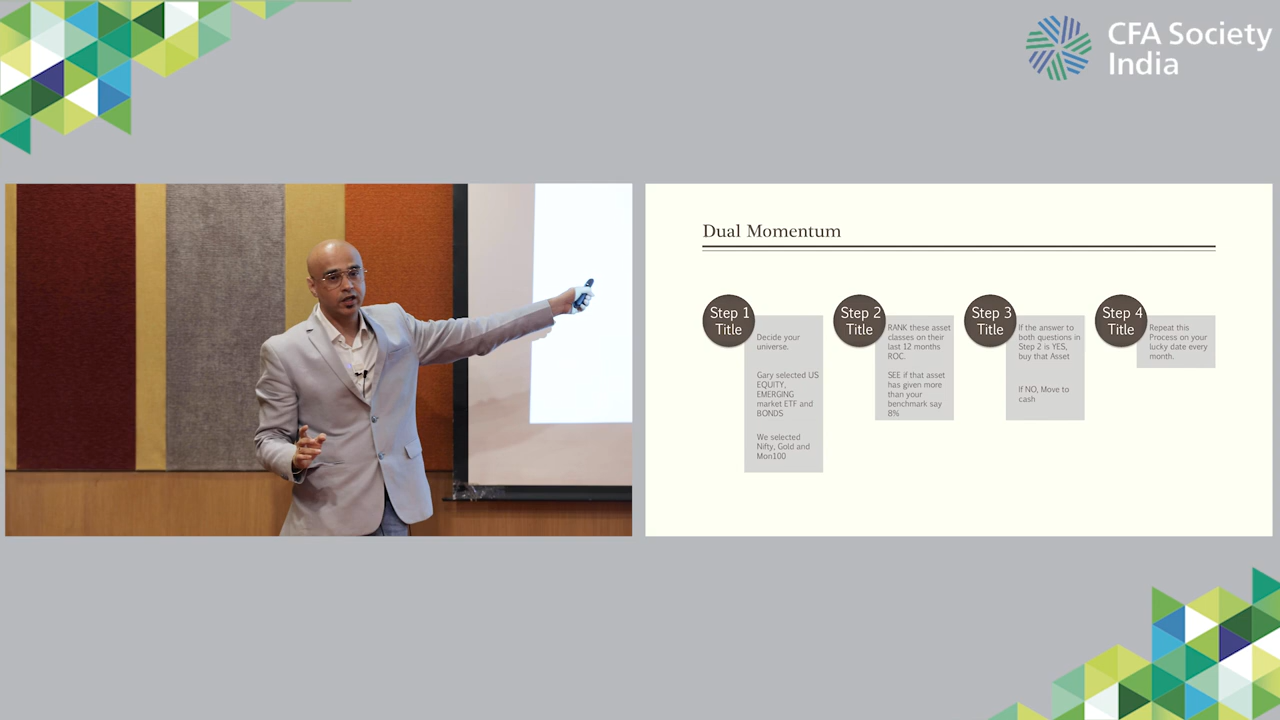 CFA Society
India
Dual Momentum
Step 1
Title
Decide your
universe.
Gary selected US
EQUITY,
EMERGING
market ETF and
BONDS
We selected
Nifty, Gold and
Mon100
Step 2
Title
RANK these asset
classes on their
last 12 months
ROC.
SEE if that asset
has given more
than your
benchmark say
8%
Step 3
Title
If the answer to
both questions in
Step 2 is YES,
buy that Asset
If NO, Move to
cash
Step 4
Title
Repeat this
Process on your
lucky date every
month.